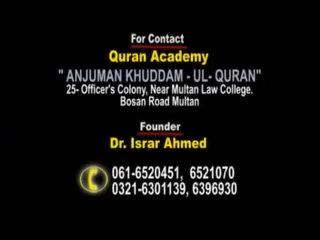 For Contact
Quran Academy
" ANJUMAN KHUDDAM - UL- QURAN"
25- Officer's Colony, Near Multan Law College.
Bosan Road Multan
Founder
Dr. Israr Ahmed
061-6520451, 6521070
0321-6301139, 6396930